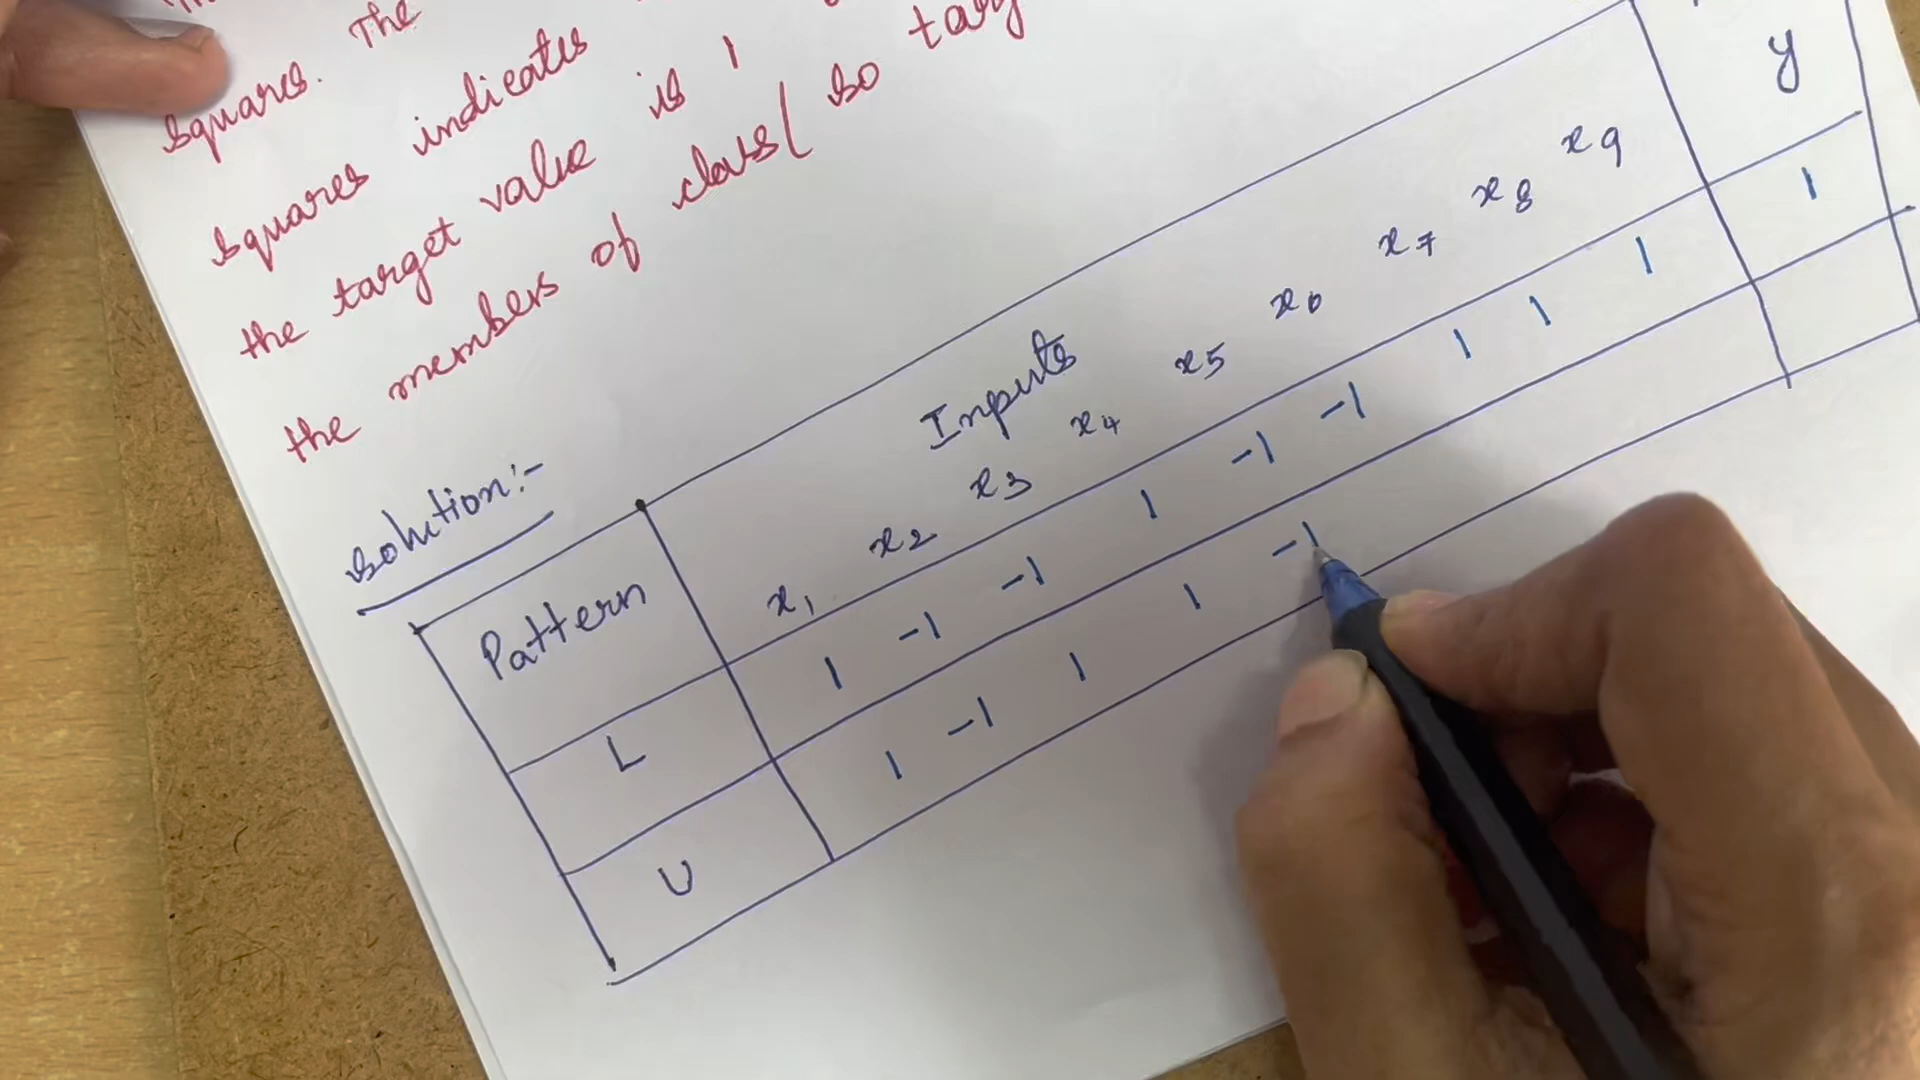 squares. The
squares indicates
the target value is 1
the members of class( so targ
solution:-
Pattern Inputs y
x1 x2 x3 x4 x5 x6 x7 x8 x9
L 1 -1 -1 1 -1 -1 1 1 1 1
U 1 -1 1 1 -1